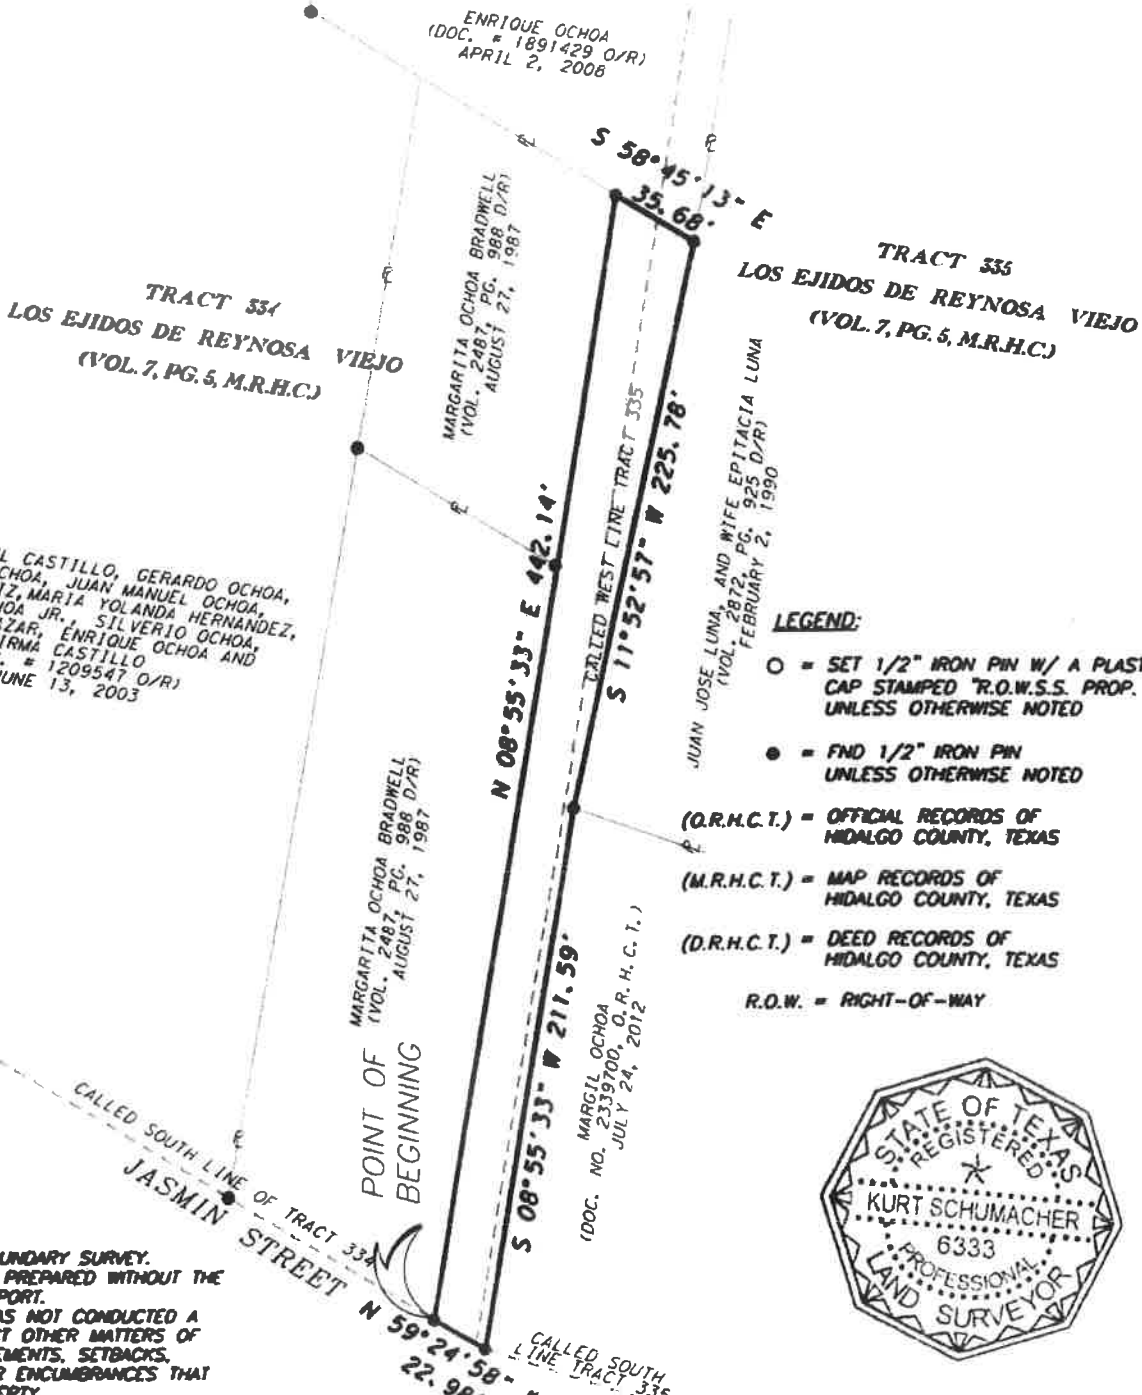 ENRIQUE OCHOA
(DOC. # 1891429 O/R)
APRIL 2, 2008
S 58°45'13" E
35.68'
TRACT 335
LOS EJIDOS DE REYNOSA VIEJO
(VOL. 7, PG. 5, M.R.H.C.)
TRACT 334
LOS EJIDOS DE REYNOSA VIEJO
(VOL. 7, PG. 5, M.R.H.C.)
MARGARITA OCHOA BRADWELL
(VOL. 2487, PG. 988 D/R)
AUGUST 27, 1987
CALLED WEST LINE TRACT 335
S 11°52'57" W 225.78'
JUAN JOSE LUNA, AND WIFE EPITACIA LUNA
(VOL. 2872, PG. 925 D/R)
FEBRUARY 2, 1990
N 08°55'33" E 442.14'
CASTILLO, GERARDO OCHOA,
JUAN MANUEL OCHOA,
MARIA YOLANDA HERNANDEZ,
JR., SILVERIO OCHOA,
ENRIQUE OCHOA AND
IRMA CASTILLO
# 1209547 O/R)
JUNE 13, 2003
LEGEND:
= SET 1/2" IRON PIN W/ A
CAP STAMPED "R.O.W.S.S. PROP.
UNLESS OTHERWISE NOTED
= FND 1/2" IRON PIN
UNLESS OTHERWISE NOTED
(O.R.H.C.T.) = OFFICIAL RECORDS OF
HIDALGO COUNTY, TEXAS
(M.R.H.C.T.) = MAP RECORDS OF
HIDALGO COUNTY, TEXAS
(D.R.H.C.T.) = DEED RECORDS OF
HIDALGO COUNTY, TEXAS
R.O.W. = RIGHT-OF-WAY
MARGARITA OCHOA BRADWELL
(VOL. 2487, PG. 988 D/R)
AUGUST 27, 1987
POINT OF
BEGINNING
S 08°55'33" W 211.59'
MARGIL OCHOA
(DOC. NO. 2339700, O.R.H.C.T.)
JULY 24, 2012
CALLED SOUTH LINE OF TRACT 334
JASMIN STREET
N 59°24'58"
22.98
CALLED SOUTH
LINE TRACT 335
STATE OF TEXAS
REGISTERED
KURT SCHUMACHER
6333
PROFESSIONAL
LAND SURVEYOR
SURVEY.
PREPARED WITHOUT THE
NOT CONDUCTED A
OTHER MATTERS OF
SETBACKS,
ENCUMBRANCES THAT